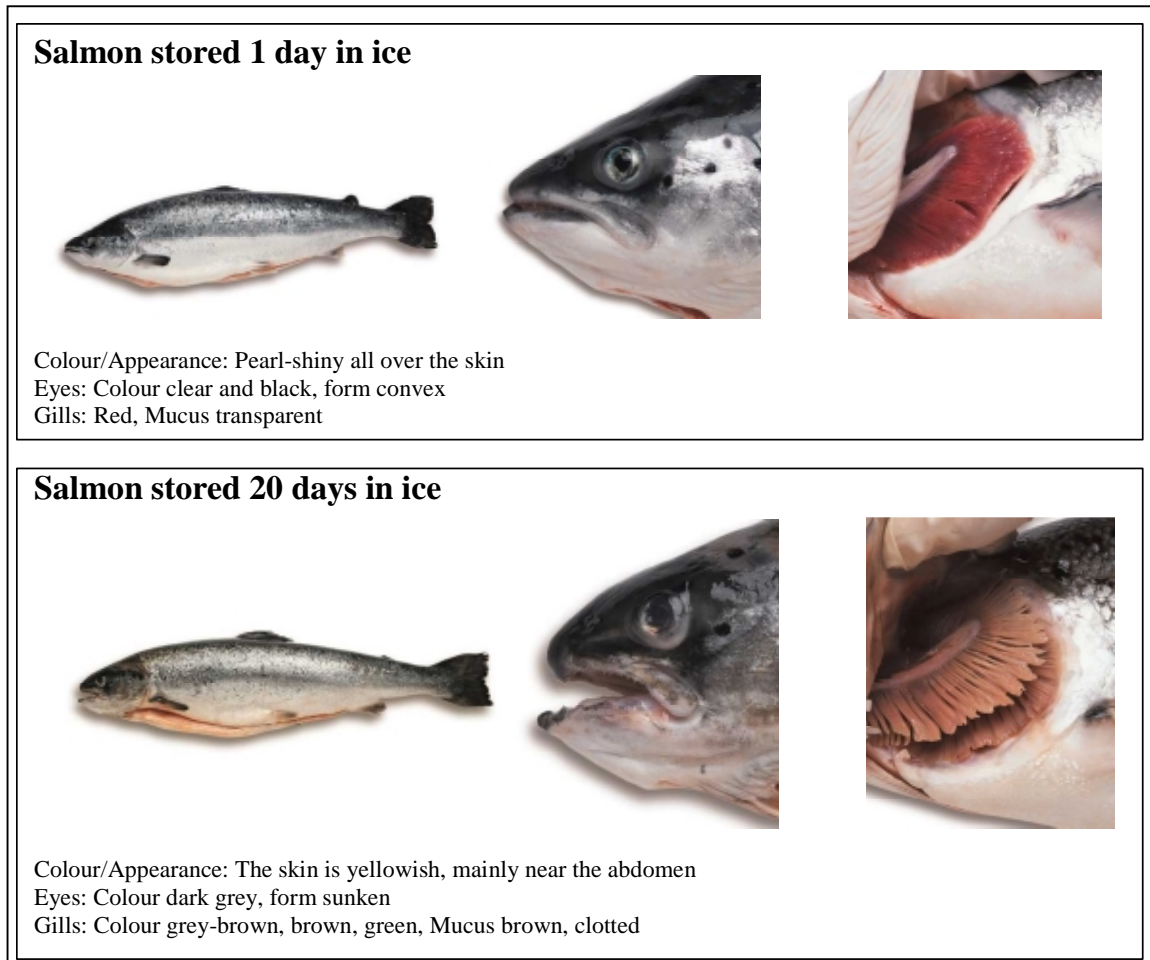 Salmon stored 1 day in ice
Colour/Appearance: Pearl-shiny all over the skin
Eyes: Colour clear and black, form convex
Gills: Red, Mucus transparent
Salmon stored 20 days in ice
Colour/Appearance: The skin is yellowish, mainly near the abdomen
Eyes: Colour dark grey, form sunken
Gills: Colour grey-brown, brown, green, Mucus brown, clotted